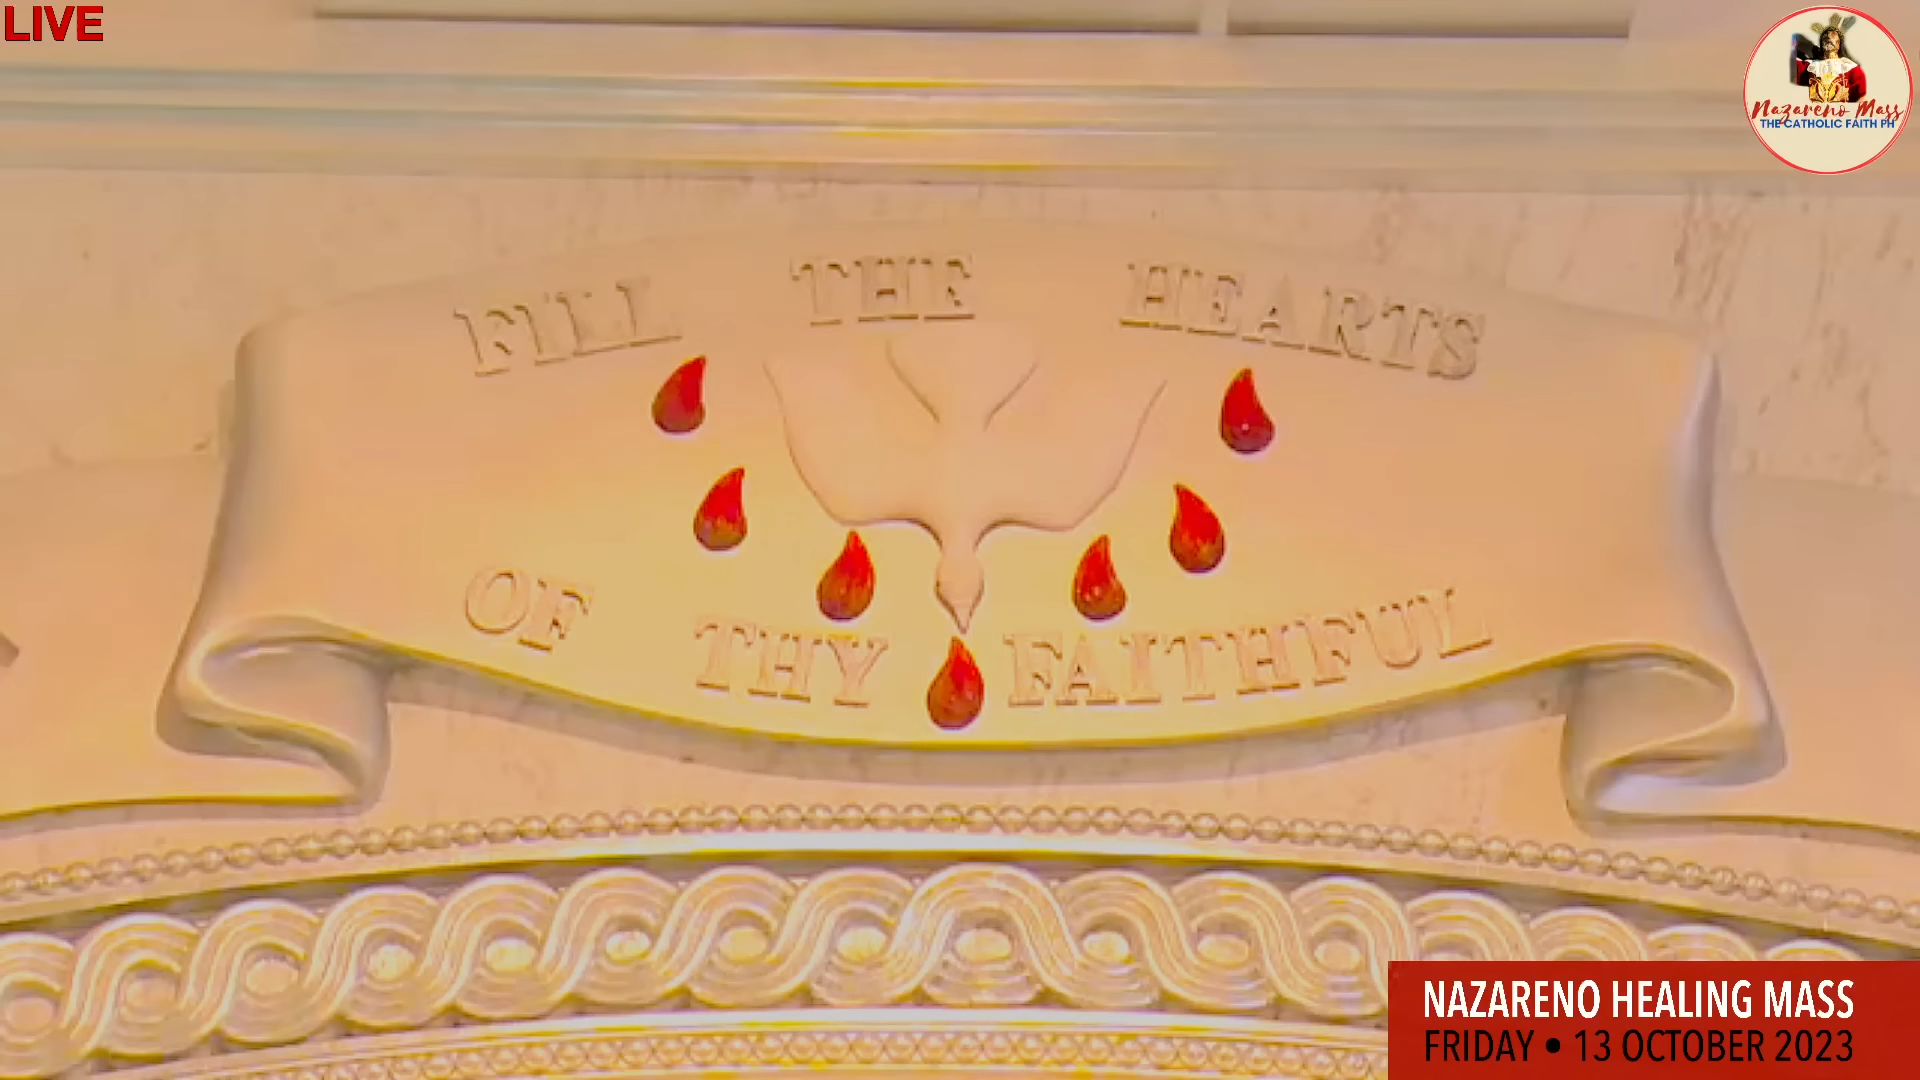 LIVE
Nazareno Mass
THE CATHOLIC FAITH PH
FILL THE HEARTS
OF THY FAITHFUL
NAZARENO HEALING MASS
FRIDAY • 13 OCTOBER 2023